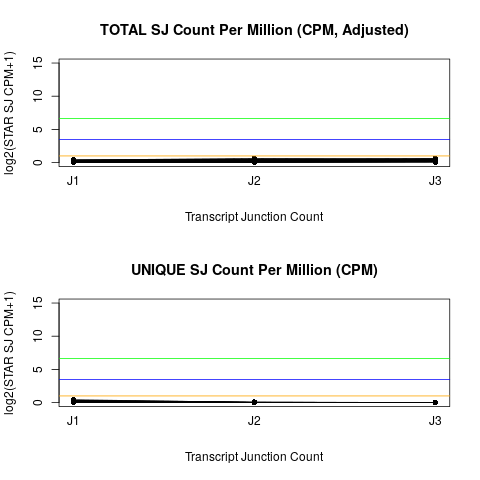 TOTAL SJ Count Per Million (CPM, Adjusted)
log2(STAR SJ CPM+1)
15
10
5
0
J1 J2 J3
Transcript Junction Count
UNIQUE SJ Count Per Million (CPM)
log2(STAR SJ CPM+1)
15
10
5
0
J1 J2 J3
Transcript Junction Count